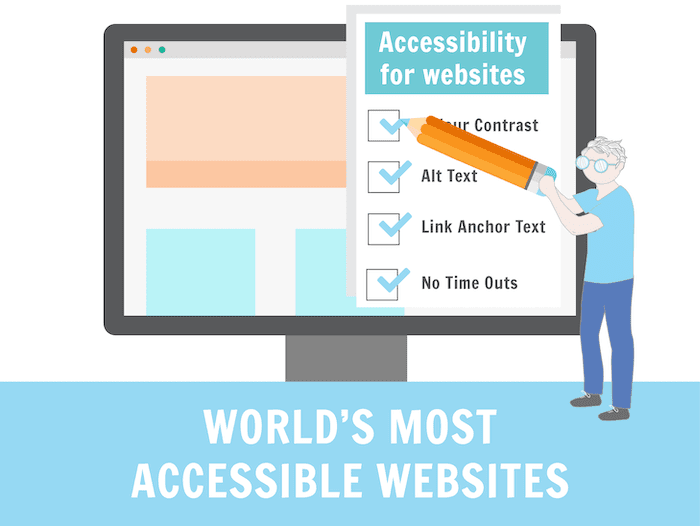 Accessibility
for websites
Contrast
Alt Text
Link Anchor Text
No Time Outs
WORLD'S MOST
ACCESSIBLE WEBSITES